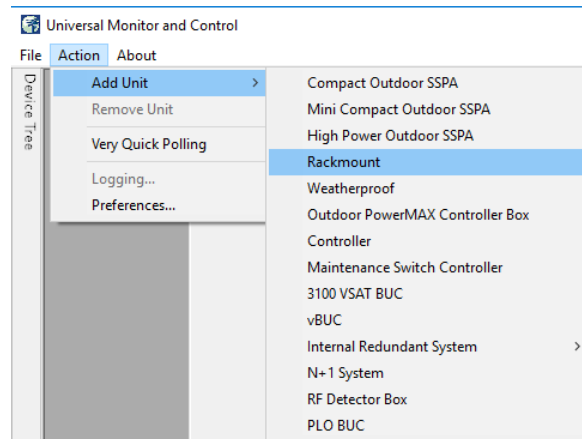 Universal Monitor and Control
File Action About
Device Tree
Add Unit >
Remove Unit
Very Quick Polling
Logging...
Preferences...
Compact Outdoor SSPA
Mini Compact Outdoor SSPA
High Power Outdoor SSPA
Rackmount
Weatherproof
Outdoor PowerMAX Controller Box
Controller
Maintenance Switch Controller
3100 VSAT BUC
vBUC
Internal Redundant System >
N+1 System
RF Detector Box
PLO BUC